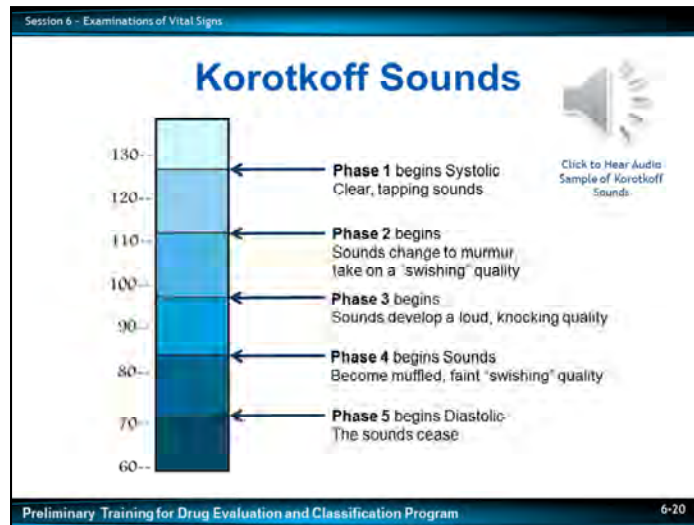 Session 6 - Examinations of Vital Signs
Korotkoff Sounds
Click to Hear Audio
Sample of Korotkoff
Sounds
130--
120--
110--
100--
90--
80--
70--
60--
Phase 1 begins Systolic
Clear, tapping sounds
Phase 2 begins
Sounds change to murmur
take on a "swishing" quality
Phase 3 begins
Sounds develop a loud, knocking quality
Phase 4 begins Sounds
Become muffled, faint "swishing" quality
Phase 5 begins Diastolic
The sounds cease
Preliminary Training for Drug Evaluation and Classification Program
6-20